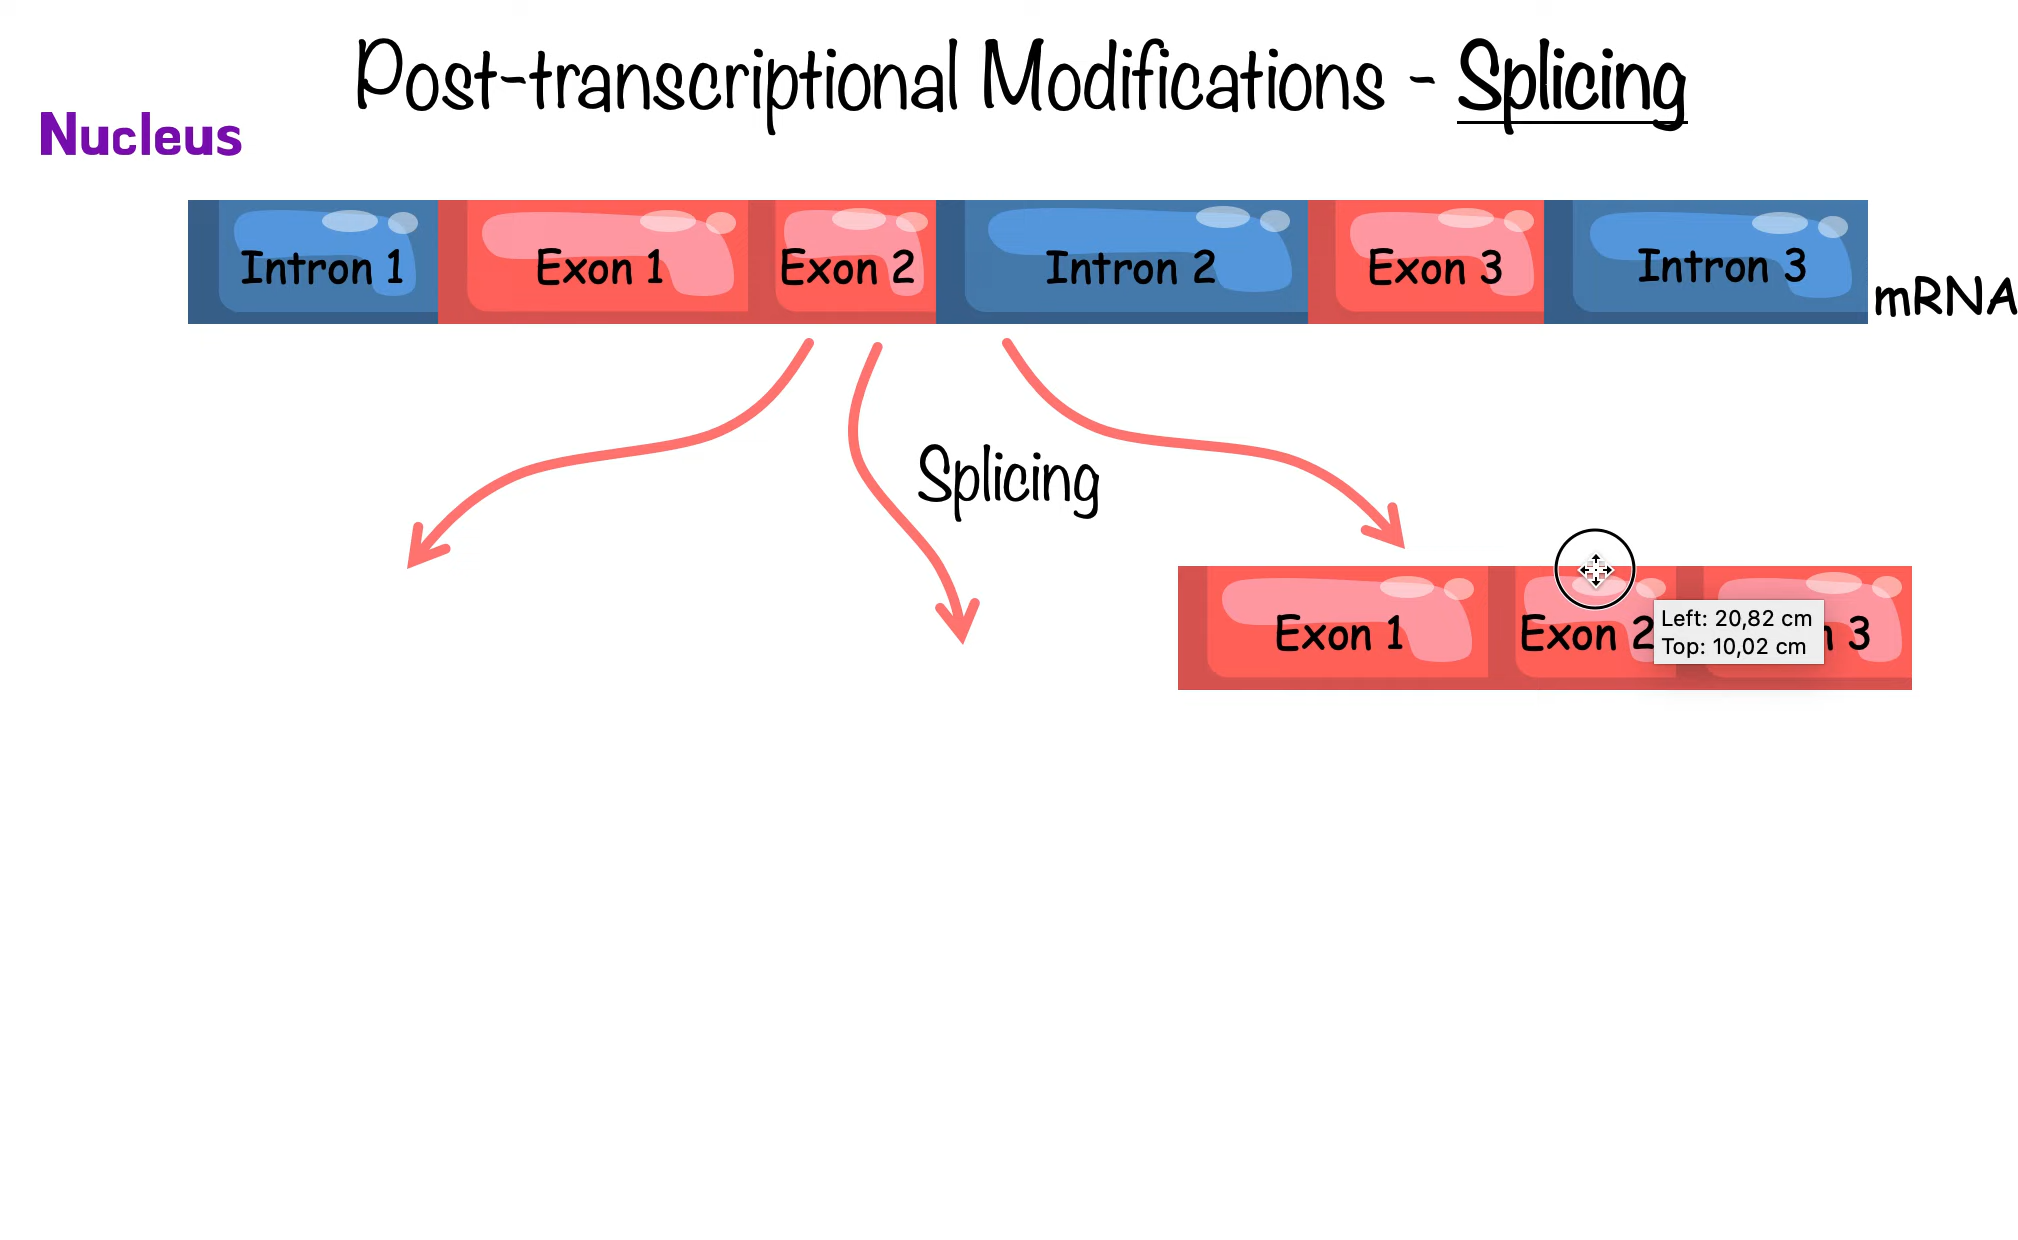 Post-transcriptional Modifications - Splicing
Nucleus
Intron 1 Exon 1 Exon 2 Intron 2 Exon 3 Intron 3
mRNA
Splicing
Exon 1 Exon 2 n 3
Left: 20,82 cm
Top: 10,02 cm